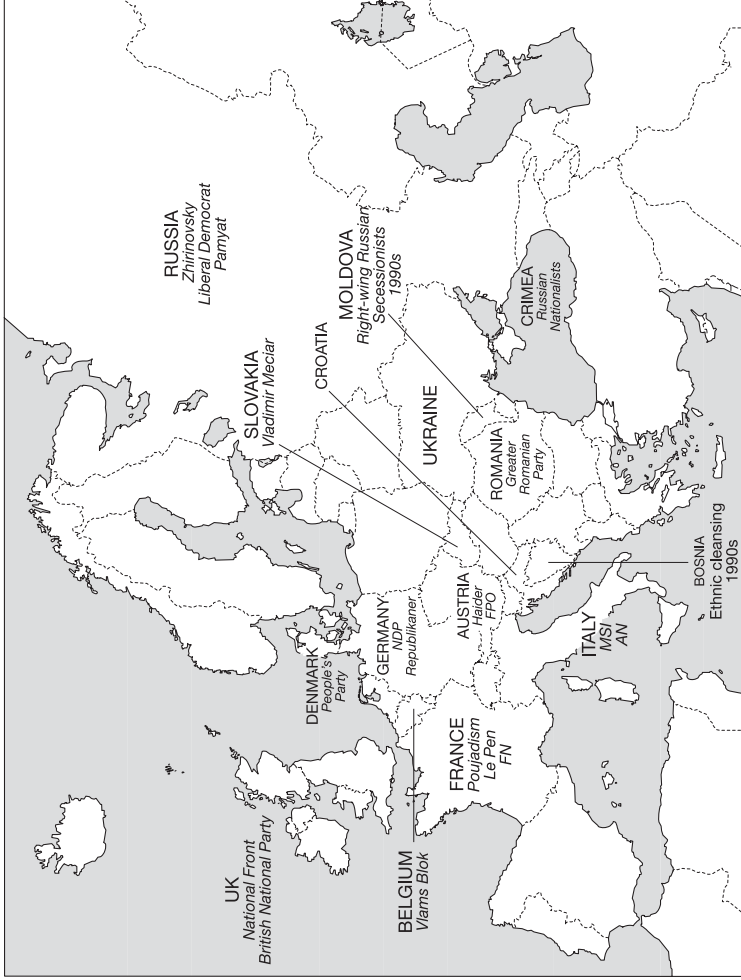 RUSSIA
Zhirinovsky
Liberal Democrat
Pamyat
SLOVAKIA
Vladimir Meciar
CROATIA
MOLDOVA
Right-wing Russian
Secessionists
1990s
CRIMEA
Russian
Nationalists
UKRAINE
ROMANIA
Greater
Romanian
Party
DENMARK
People's
Party
GERMANY
NDP
Republikaner
AUSTRIA
Haider
FPO
BOSNIA
Ethnic cleansing
1990s
ITALY
MSI
AN
FRANCE
Poujadism
Le Pen
FN
UK
National Front
British National Party
BELGIUM
Vlams Blok